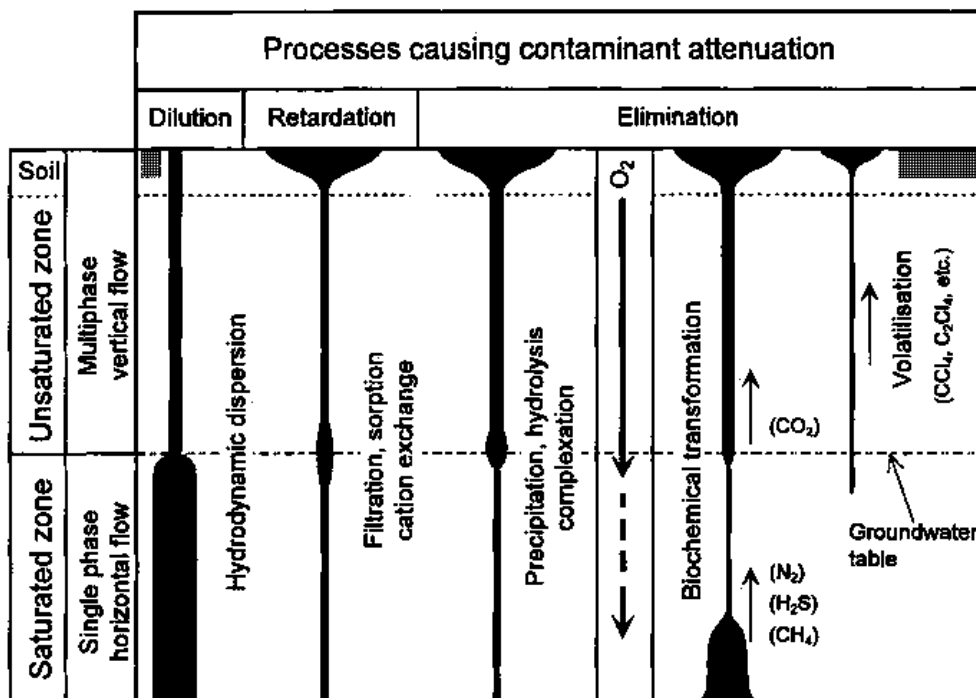 Processes causing contaminant attenuation
Dilution
Retardation
Elimination
Soil
Unsaturated zone
Multiphase
vertical flow
Saturated zone
Single phase
horizontal flow
Hydrodynamic dispersion
Filtration, sorption
cation exchange
Precipitation, hydrolysis
complexation
O₂
Biochemical transformation
(CO₂)
(N₂)
(H₂S)
(CH₄)
Volatilisation
(CCl₄, C₂Cl₄, etc.)
Groundwater
table